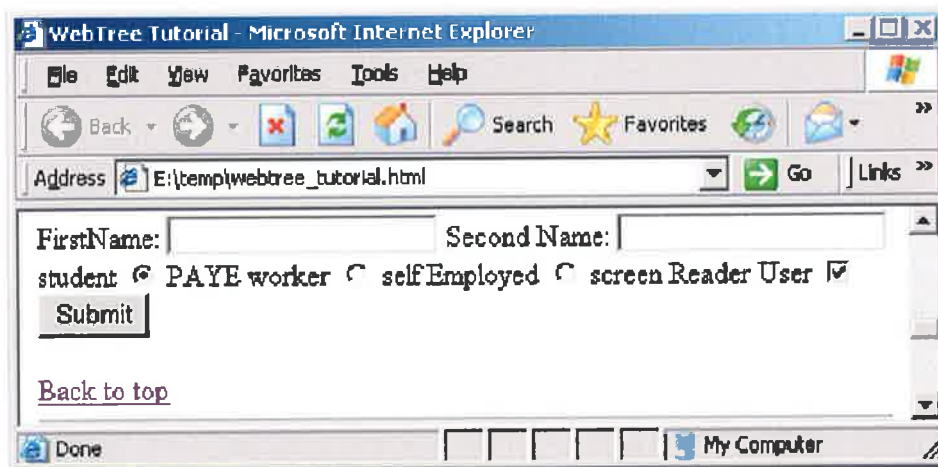 WebTree Tutorial - Microsoft Internet Explorer
File Edit View Favorites Tools Help
Back Search Favorites »
Address E:\temp\webtree_tutorial.html Go Links »
FirstName: Second Name:
student PAYE worker self Employed screen Reader User
Submit
Back to top
Done My Computer